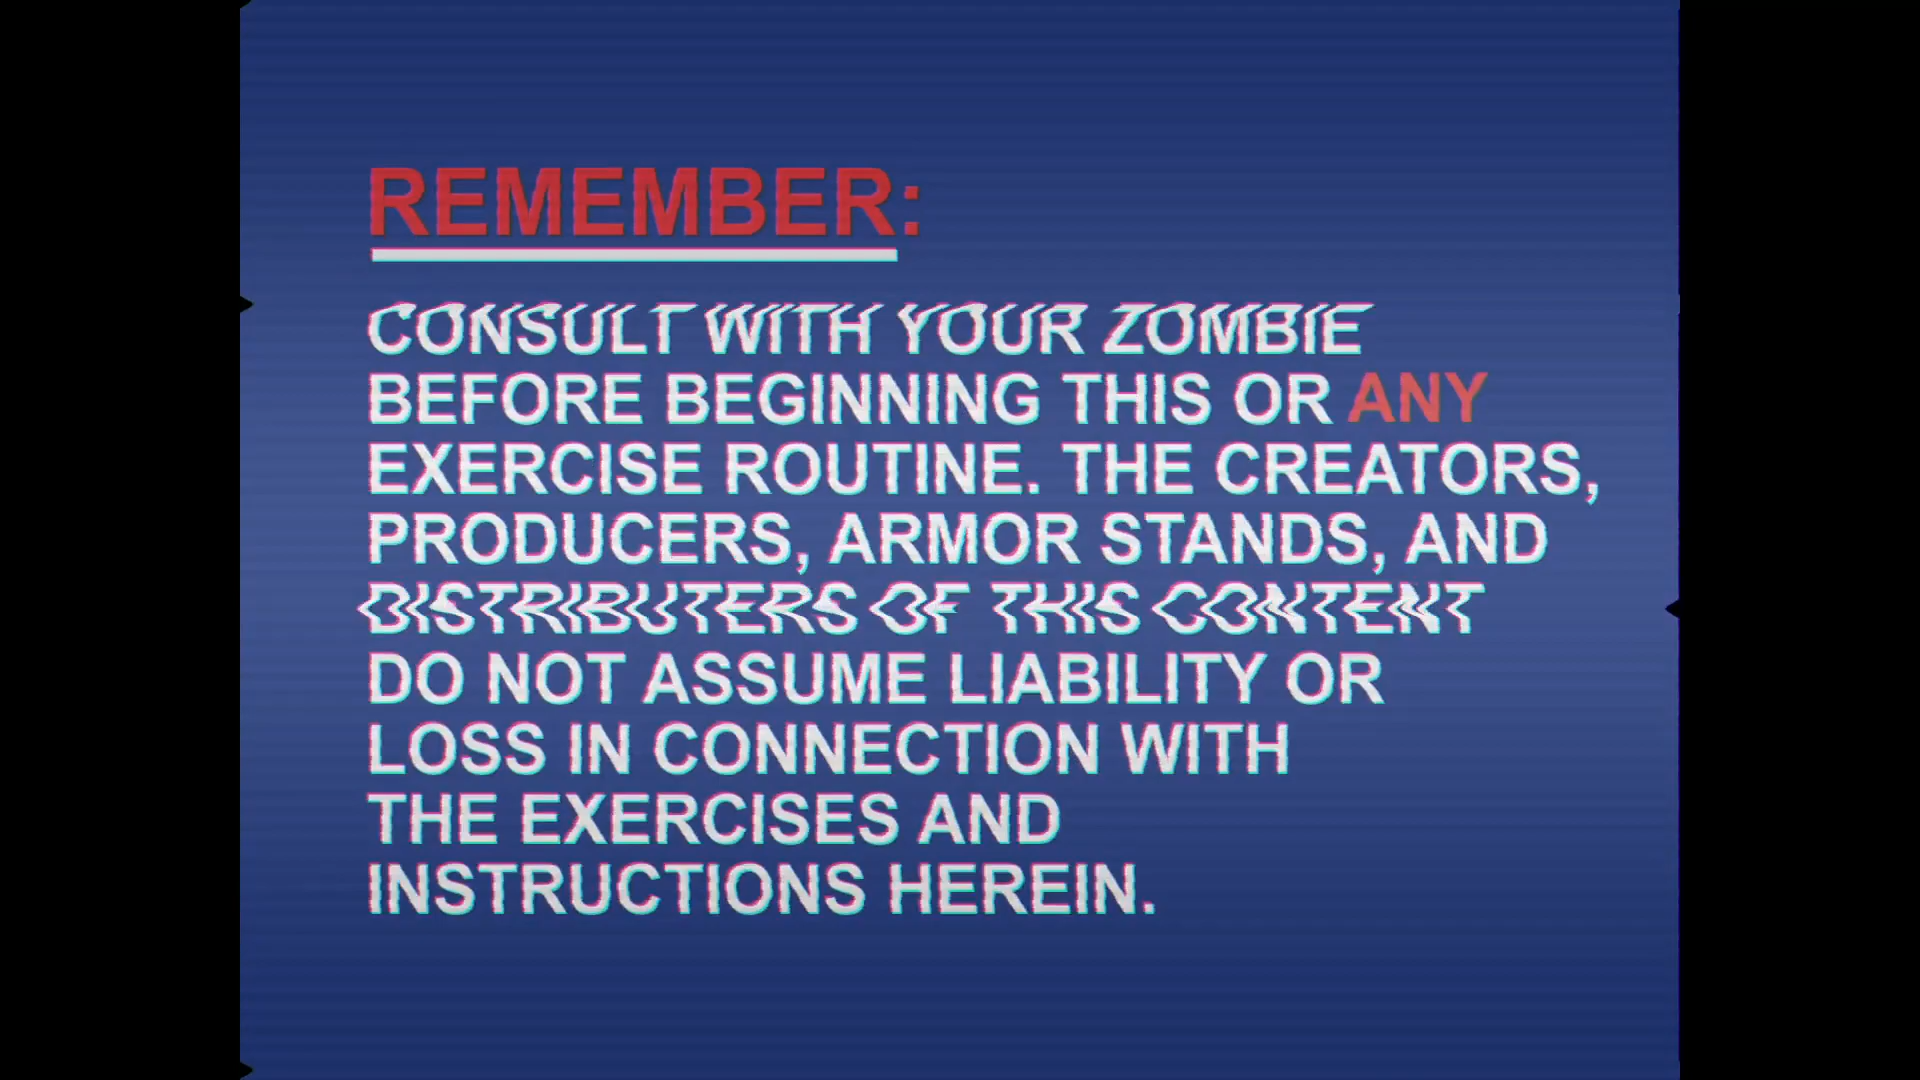 REMEMBER:
CONSULT WITH YOUR ZOMBIE
BEFORE BEGINNING THIS OR ANY
EXERCISE ROUTINE. THE CREATORS,
PRODUCERS, ARMOR STANDS, AND
DISTRIBUTERS OF THIS CONTENT
DO NOT ASSUME LIABILITY OR
LOSS IN CONNECTION WITH
THE EXERCISES AND
INSTRUCTIONS HEREIN.